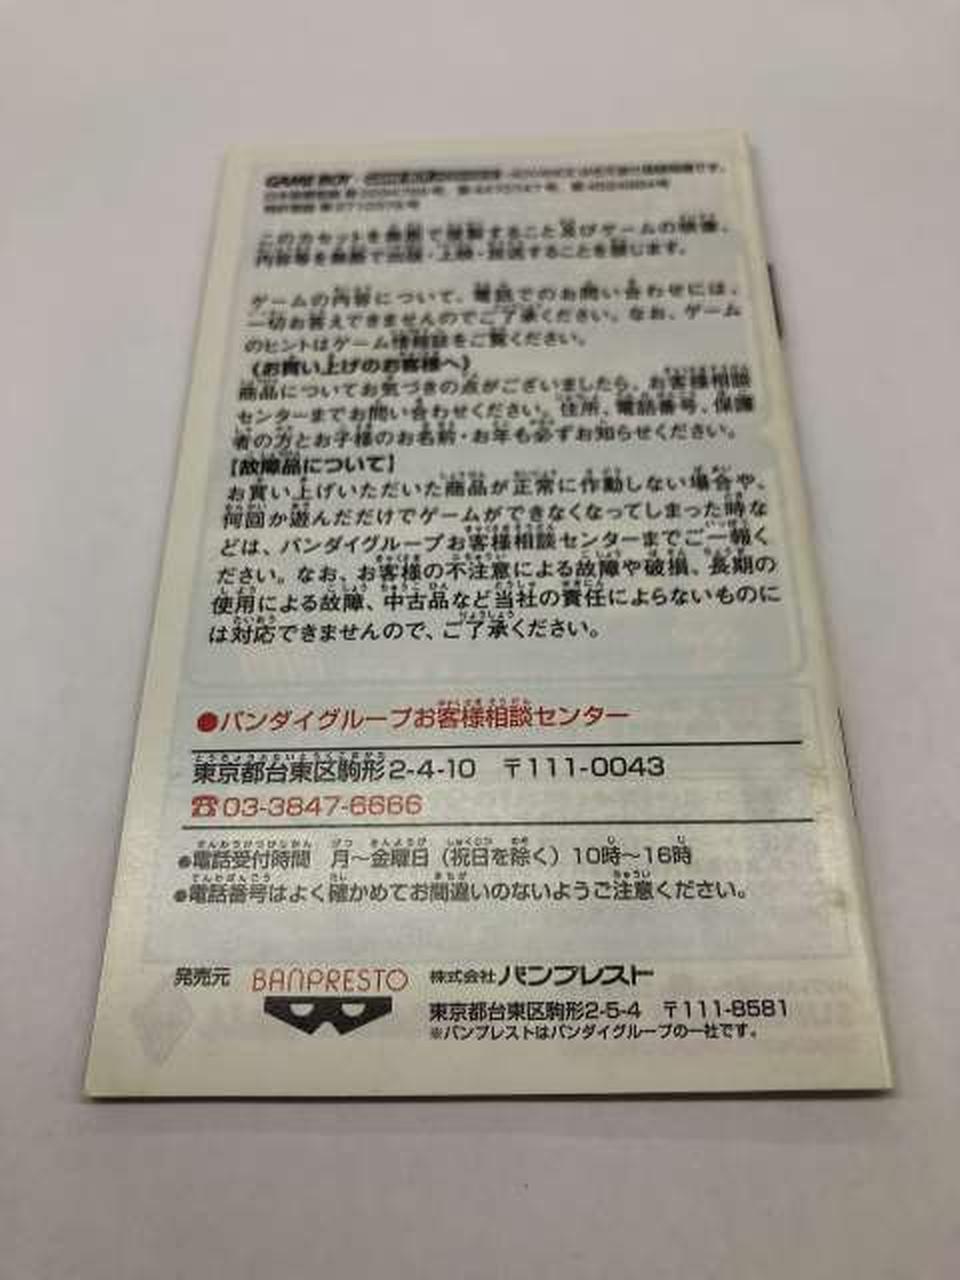 GAME BOY
このカセットを無断で複製すること及びゲームの映像、
内容等を無断で出版・上映・放送することを禁じます。
ゲームの内容について、電話でのお問い合わせには、
一切お答えできませんのでご了承ください。なお、ゲーム
のヒントはゲーム情報誌をご覧ください。
《お買い上げのお客様へ》
商品についてお気づきの点がございましたら、お客様相談
センターまでお問い合わせください。住所、電話番号、保護
者の方とお子様のお名前・お年も必ずお知らせください。
【故障品について】
お買い上げいただいた商品が正常に作動しない場合や、
何回か遊んだだけでゲームができなくなってしまった時な
どは、バンダイグループお客様相談センターまでご一報く
ださい。なお、お客様の不注意による故障や破損、長期の
使用による故障、中古品など当社の責任によらないものに
は対応できませんので、ご了承ください。
●バンダイグループお客様相談センター
東京都台東区駒形2-4-10 〒111-0043
☎03-3847-6666
●電話受付時間 月～金曜日（祝日を除く）10時～16時
●電話番号はよく確かめてお間違いのないようご注意ください。
発売元 BANPRESTO 株式会社バンプレスト
東京都台東区駒形2-5-4 〒111-8581
※バンプレストはバンダイグループの一社です。